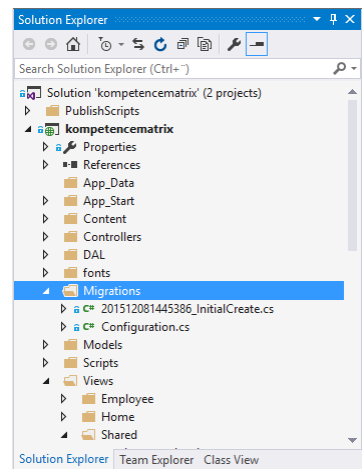 Solution Explorer
Search Solution Explorer (Ctrl+¨)
Solution 'kompetencematrix' (2 projects)
PublishScripts
kompetencematrix
Properties
References
App_Data
App_Start
Content
Controllers
DAL
fonts
Migrations
C# 201512081445386_InitialCreate.cs
C# Configuration.cs
Models
Scripts
Views
Employee
Home
Shared
Solution Explorer Team Explorer Class View